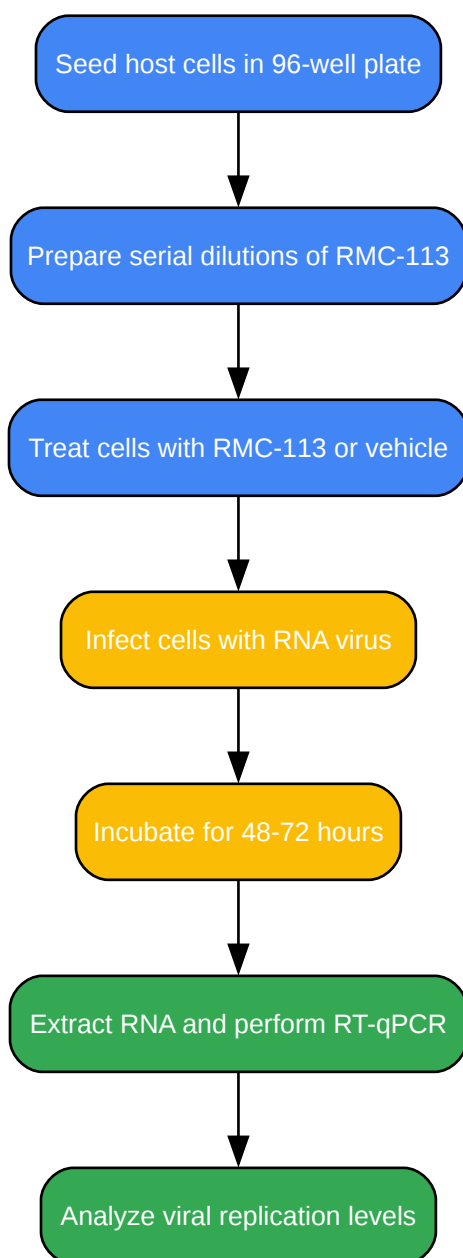 Seed host cells in 96-well plate
Prepare serial dilutions of RMC-113
Treat cells with RMC-113 or vehicle
Infect cells with RNA virus
Incubate for 48-72 hours
Extract RNA and perform RT-qPCR
Analyze viral replication levels